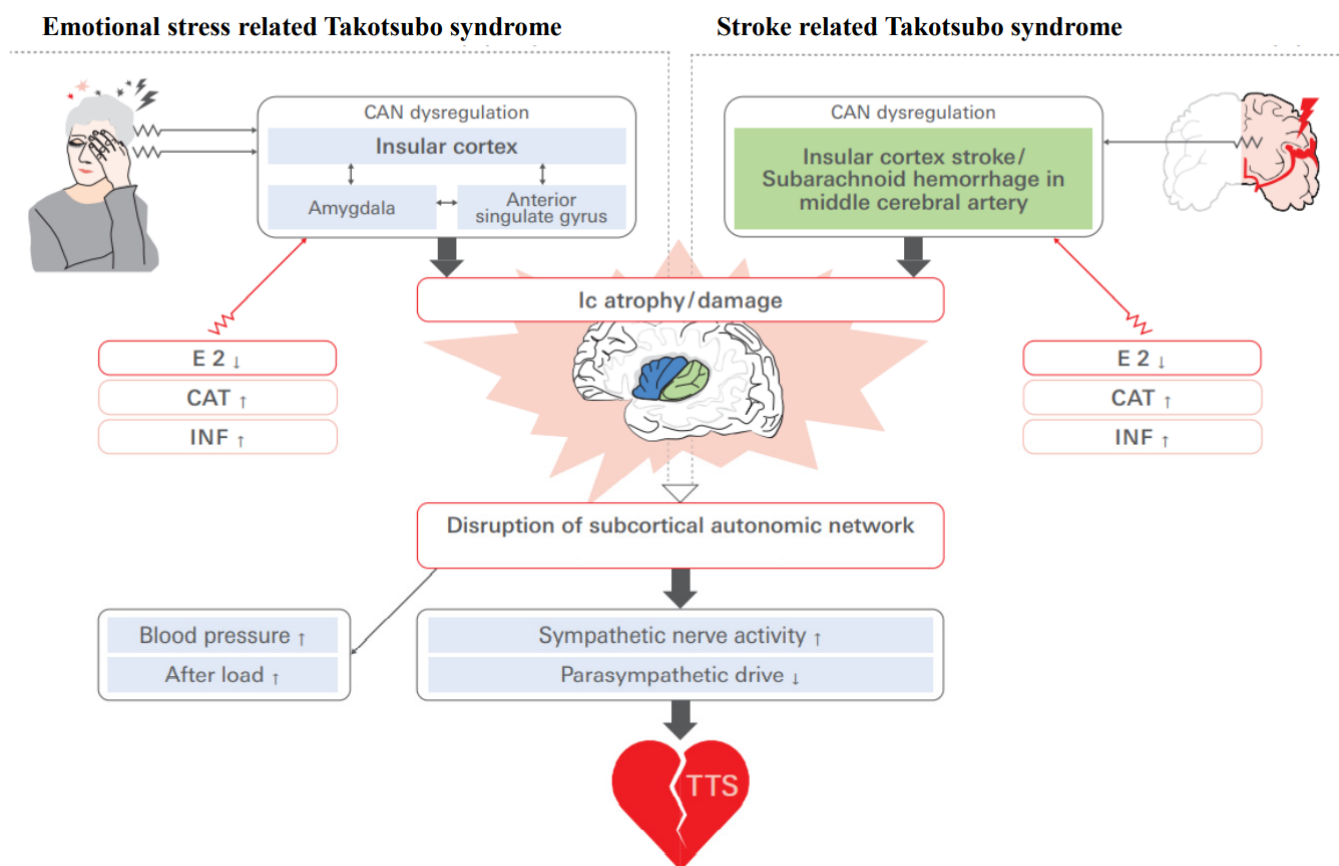 Emotional stress related Takotsubo syndrome
Stroke related Takotsubo syndrome
CAN dysregulation
Insular cortex
Amygdala
Anterior
singulate gyrus
CAN dysregulation
Insular cortex stroke/
Subarachnoid hemorrhage in
middle cerebral artery
Ic atrophy/damage
E 2 ↓
CAT ↑
INF ↑
E 2 ↓
CAT ↑
INF ↑
Disruption of subcortical autonomic network
Blood pressure ↑
After load ↑
Sympathetic nerve activity ↑
Parasympathetic drive ↓
TTS